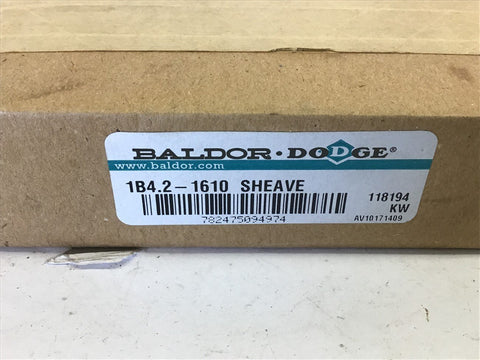 BALDOR • DODGE®
www.baldor.com
1B4.2-1610 SHEAVE
118194
KW
782475094974
AV10171409